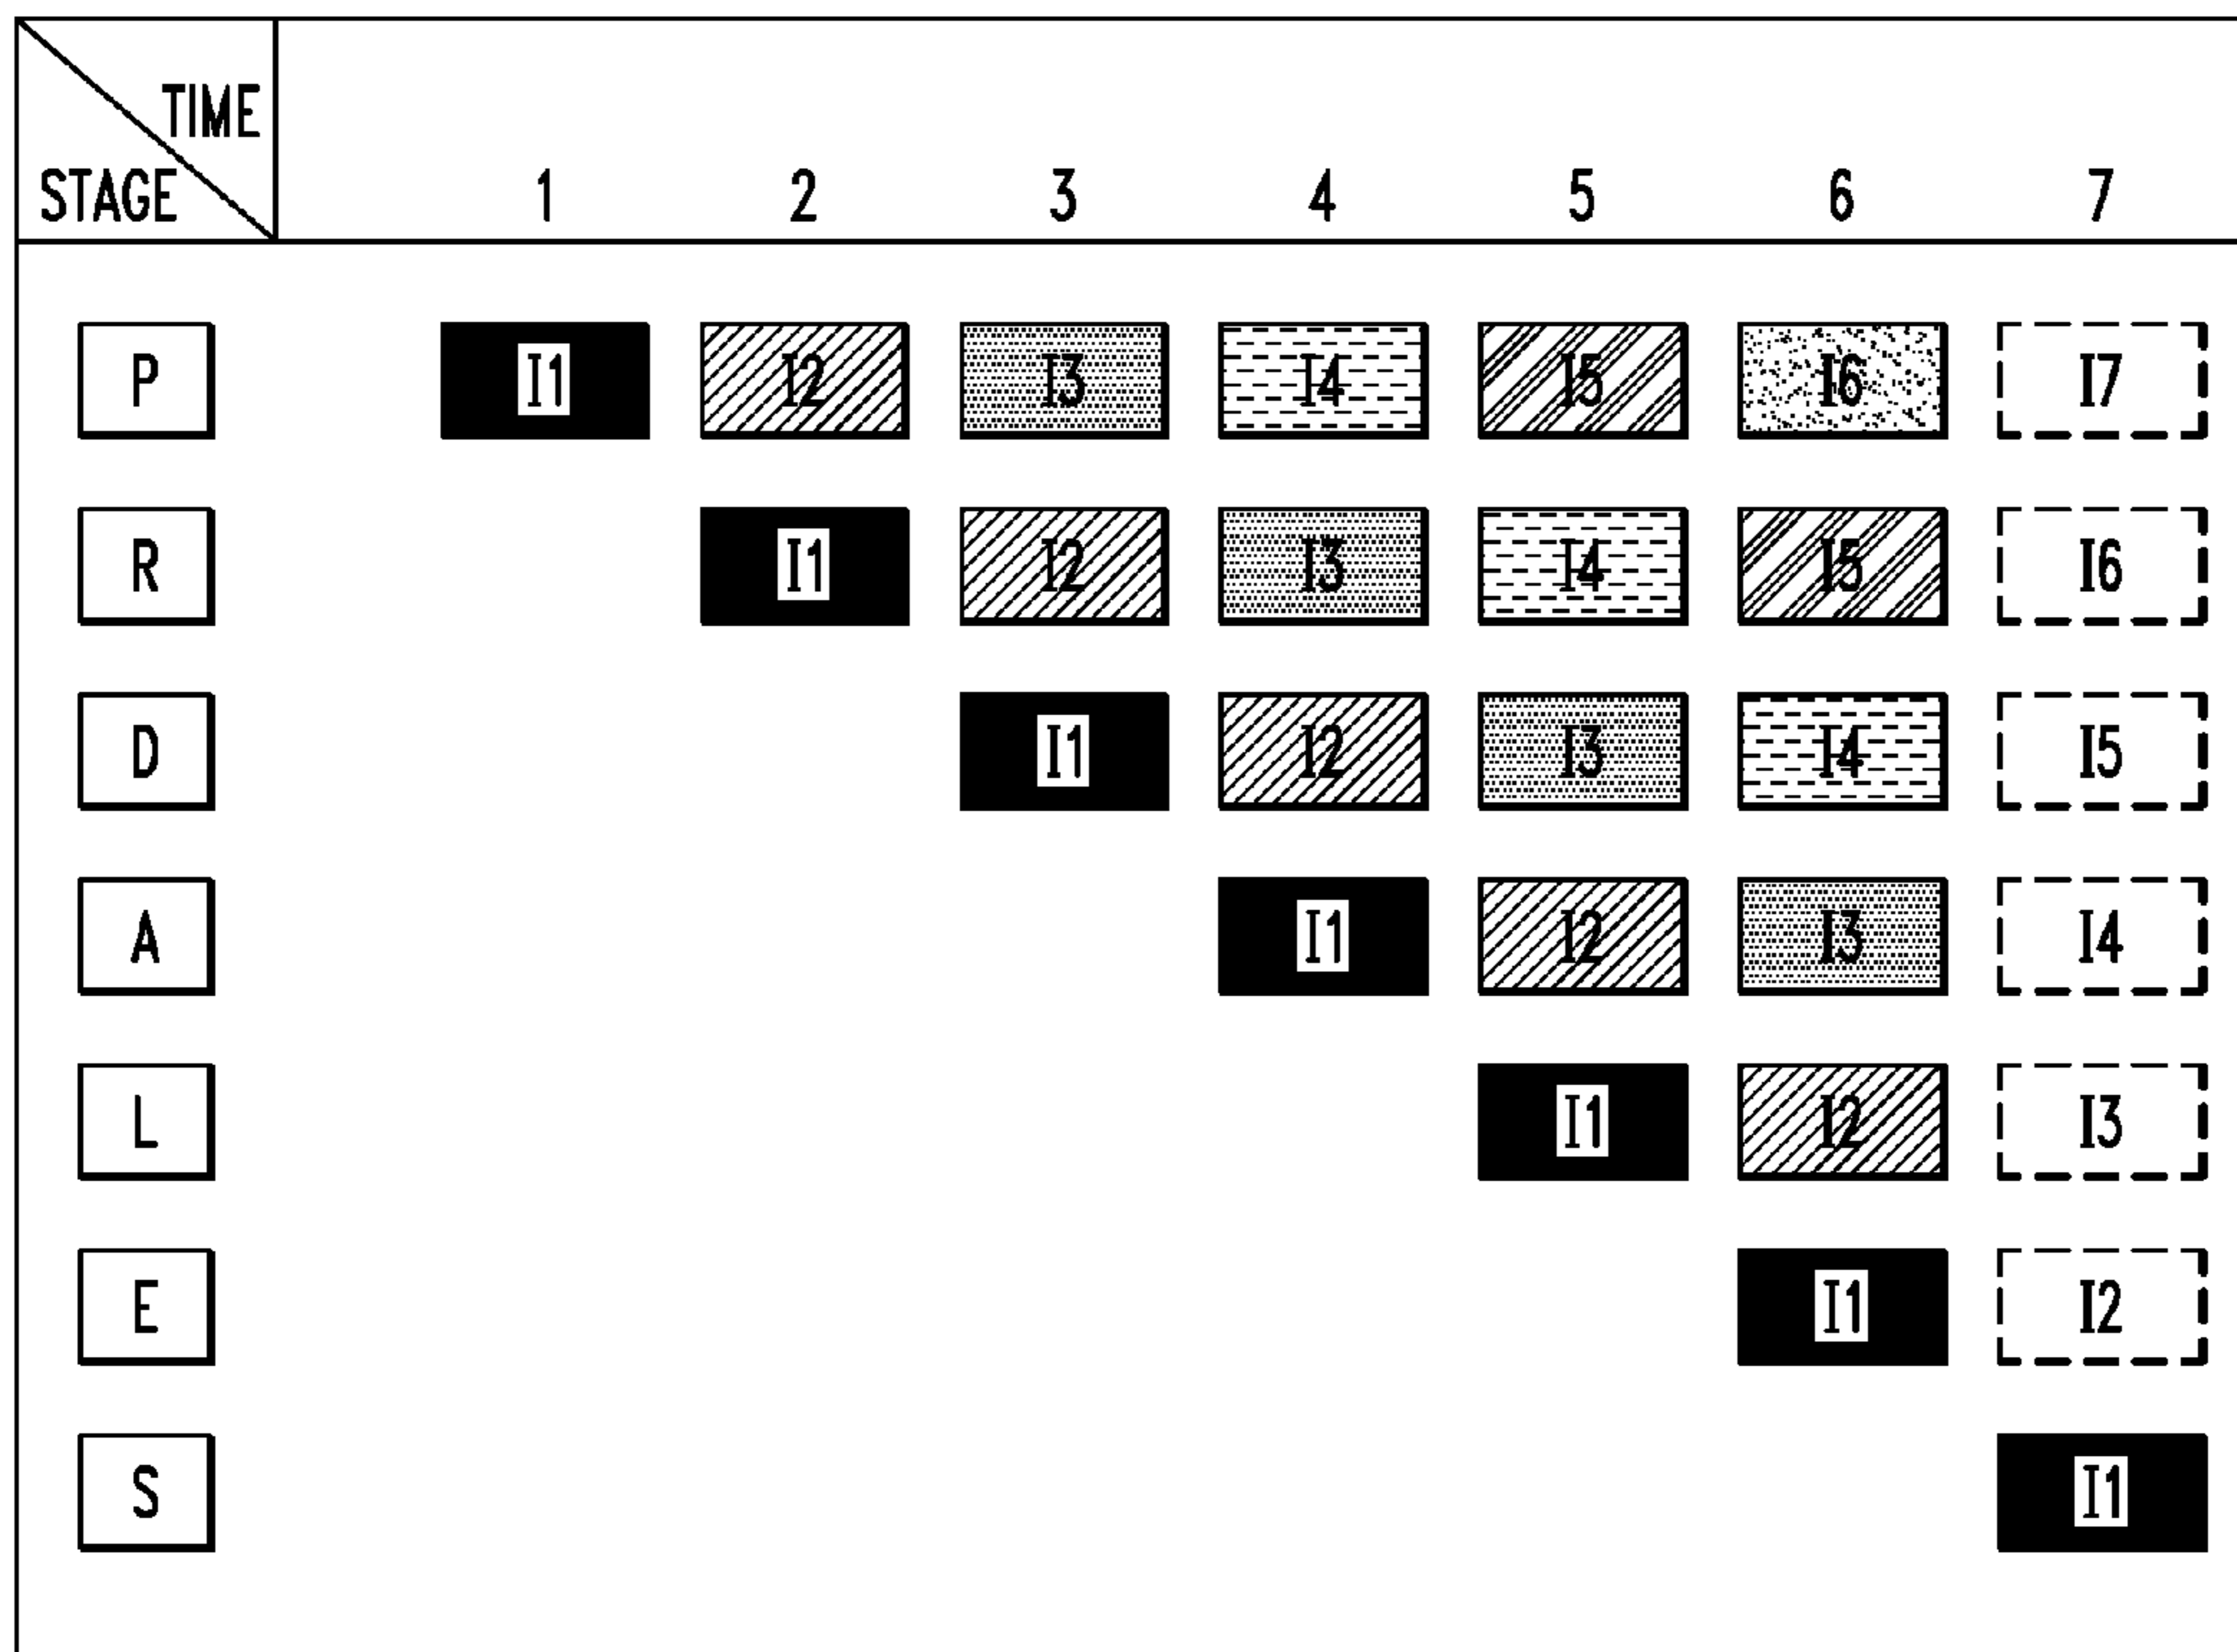 TIME
STAGE 1 2 3 4 5 6 7
P I1 I2 I3 I4 I5 I6 I7
R I1 I2 I3 I4 I5 I6
D I1 I2 I3 I4 I5
A I1 I2 I3 I4
L I1 I2 I3
E I1 I2
S I1